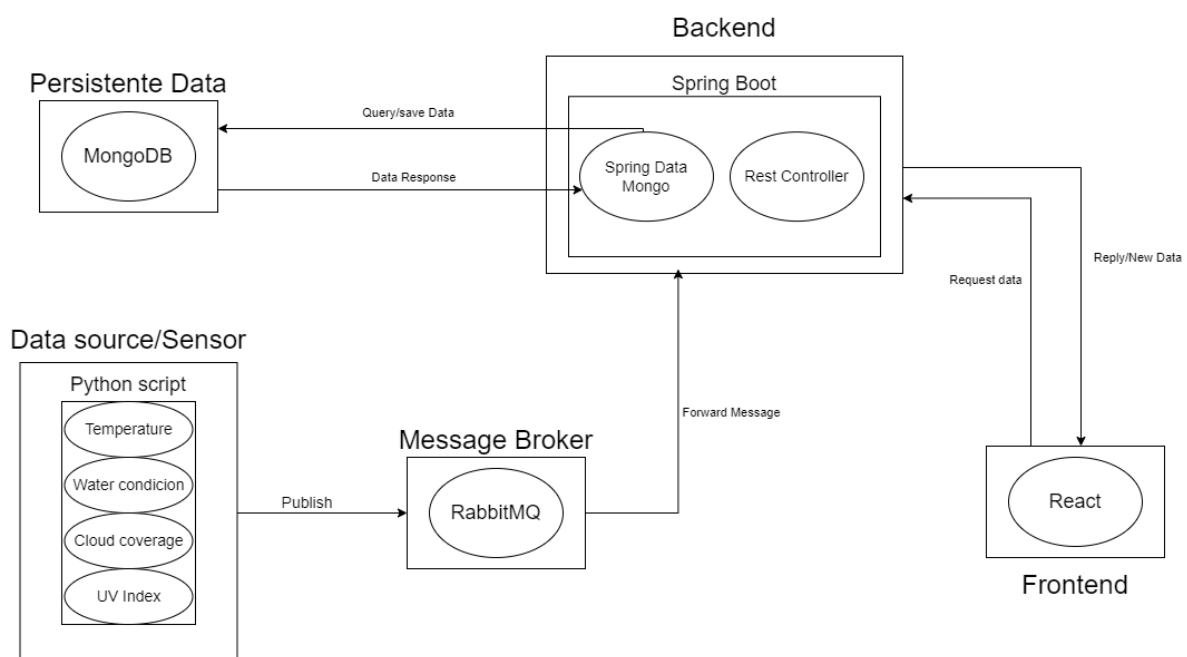 Backend
Persistente Data
Spring Boot
Query/save Data
MongoDB
Spring Data
Mongo
Rest Controller
Data Response
Reply/New Data
Request data
Data source/Sensor
Python script
Temperature
Water condicion
Cloud coverage
UV Index
Publish
Message Broker
RabbitMQ
Forward Message
React
Frontend